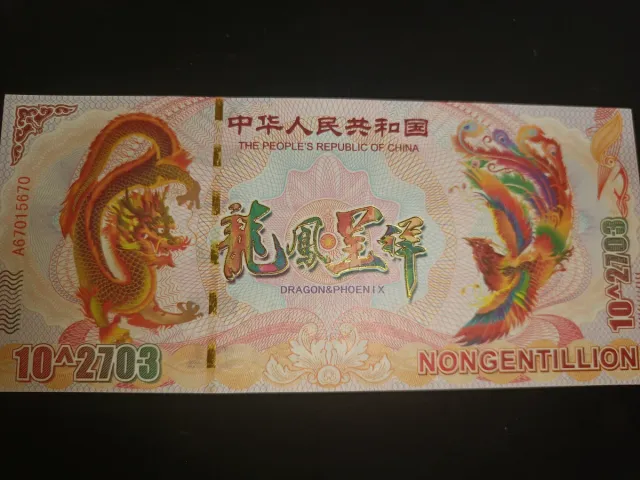 中华人民共和国
THE PEOPLE'S REPUBLIC OF CHINA
A67015670
龍鳳呈祥
DRAGON&PHOENIX
10^2703
10^2703
NONGENTILLION